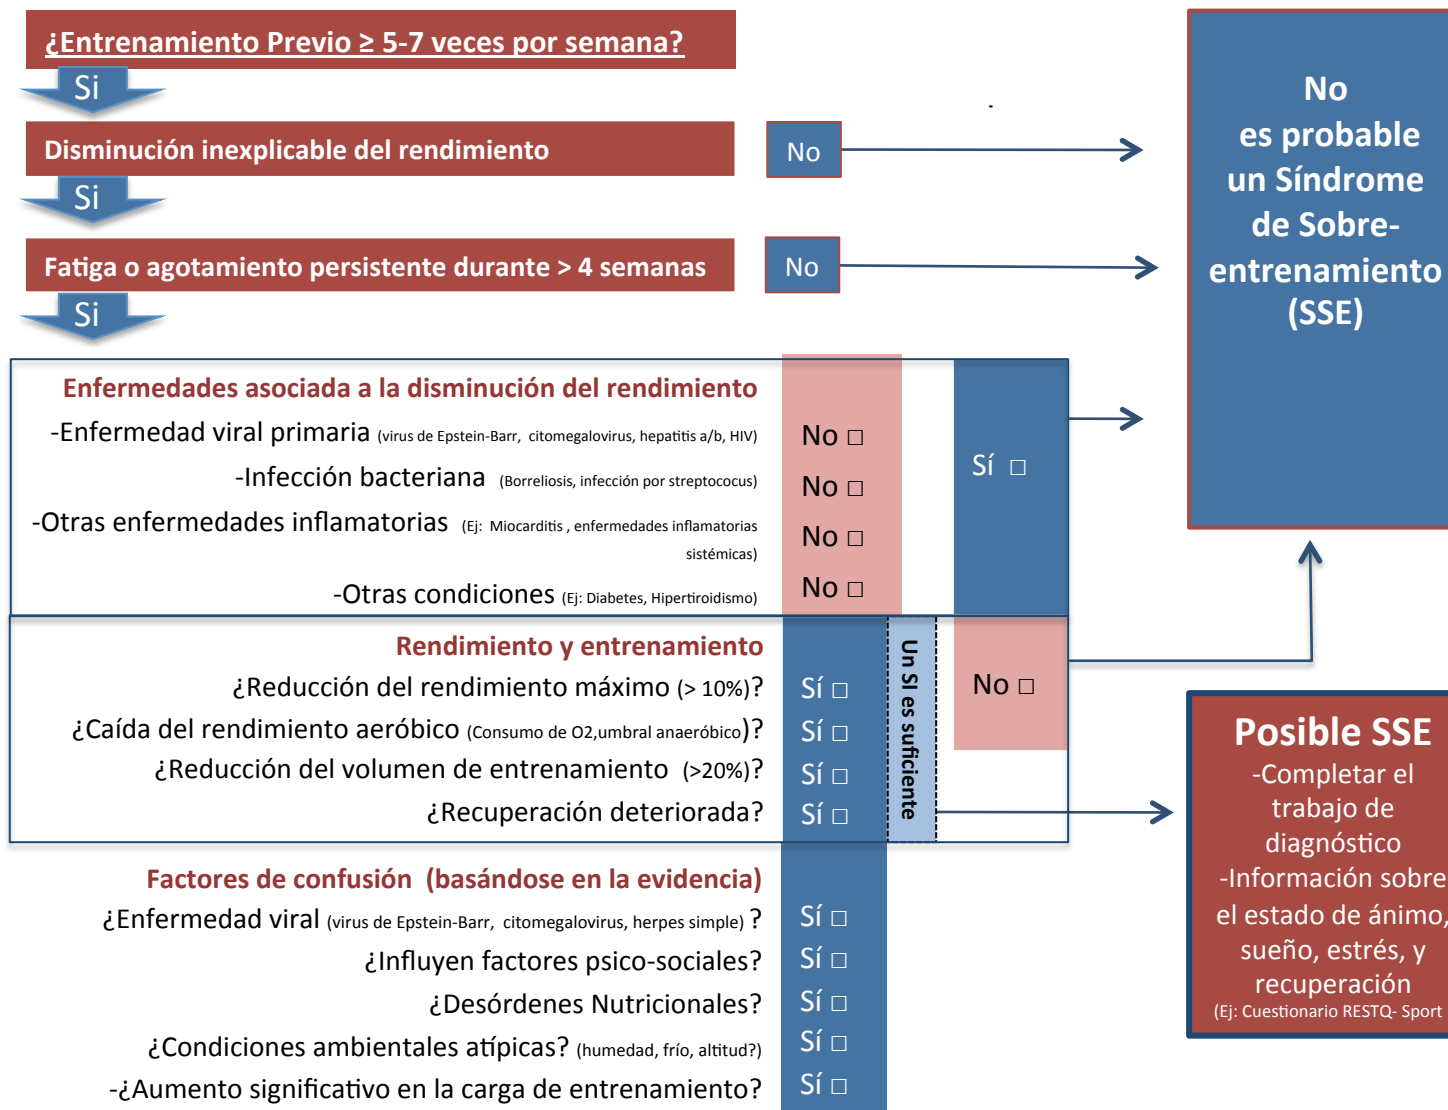 ¿Entrenamiento Previo ≥ 5-7 veces por semana?
Si
Disminución inexplicable del rendimiento
No
Si
Fatiga o agotamiento persistente durante > 4 semanas
No
Si
No
es probable
un Síndrome
de Sobre-
entrenamiento
(SSE)
Enfermedades asociada a la disminución del rendimiento
-Enfermedad viral primaria (virus de Epstein-Barr, citomegalovirus, hepatitis a/b, HIV)
No □
-Infección bacteriana (Borreliosis, infección por streptococus)
No □
-Otras enfermedades inflamatorias (Ej: Miocarditis , enfermedades inflamatorias
sistémicas)
No □
-Otras condiciones (Ej: Diabetes, Hipertiroidismo)
No □
Sí □
Rendimiento y entrenamiento
¿Reducción del rendimiento máximo (> 10%)?
Sí □
¿Caída del rendimiento aeróbico (Consumo de O2,umbral anaeróbico)?
Sí □
¿Reducción del volumen de entrenamiento (>20%)?
Sí □
¿Recuperación deteriorada?
Sí □
Un SI es suficiente
No □
Posible SSE
-Completar el
trabajo de
diagnóstico
-Información sobre
el estado de ánimo,
sueño, estrés, y
recuperación
(Ej: Cuestionario RESTQ- Sport
Factores de confusión (basándose en la evidencia)
¿Enfermedad viral (virus de Epstein-Barr, citomegalovirus, herpes simple) ?
Sí □
¿Influyen factores psico-sociales?
Sí □
¿Desórdenes Nutricionales?
Sí □
¿Condiciones ambientales atípicas? (humedad, frío, altitud?)
Sí □
-¿Aumento significativo en la carga de entrenamiento?
Sí □